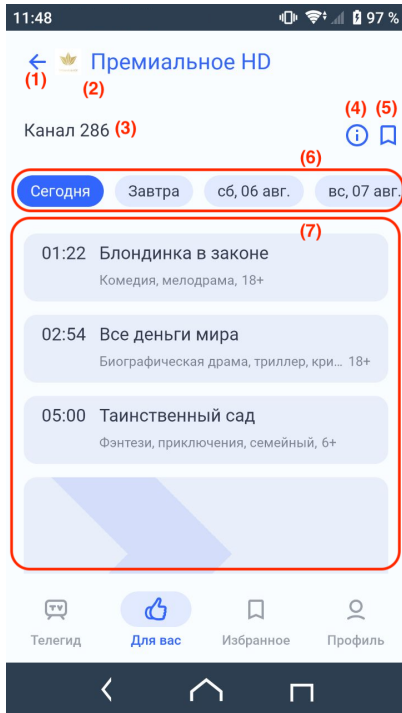 11:48 97 %
Премиальное HD
(1) (2)
Канал 286 (3)
(4) (5)
(6)
Сегодня Завтра сб, 06 авг. вс, 07 авг.
(7)
01:22 Блондинка в законе
Комедия, мелодрама, 18+
02:54 Все деньги мира
Биографическая драма, триллер, кри... 18+
05:00 Таинственный сад
Фэнтези, приключения, семейный, 6+
Телегид Для вас Избранное Профиль